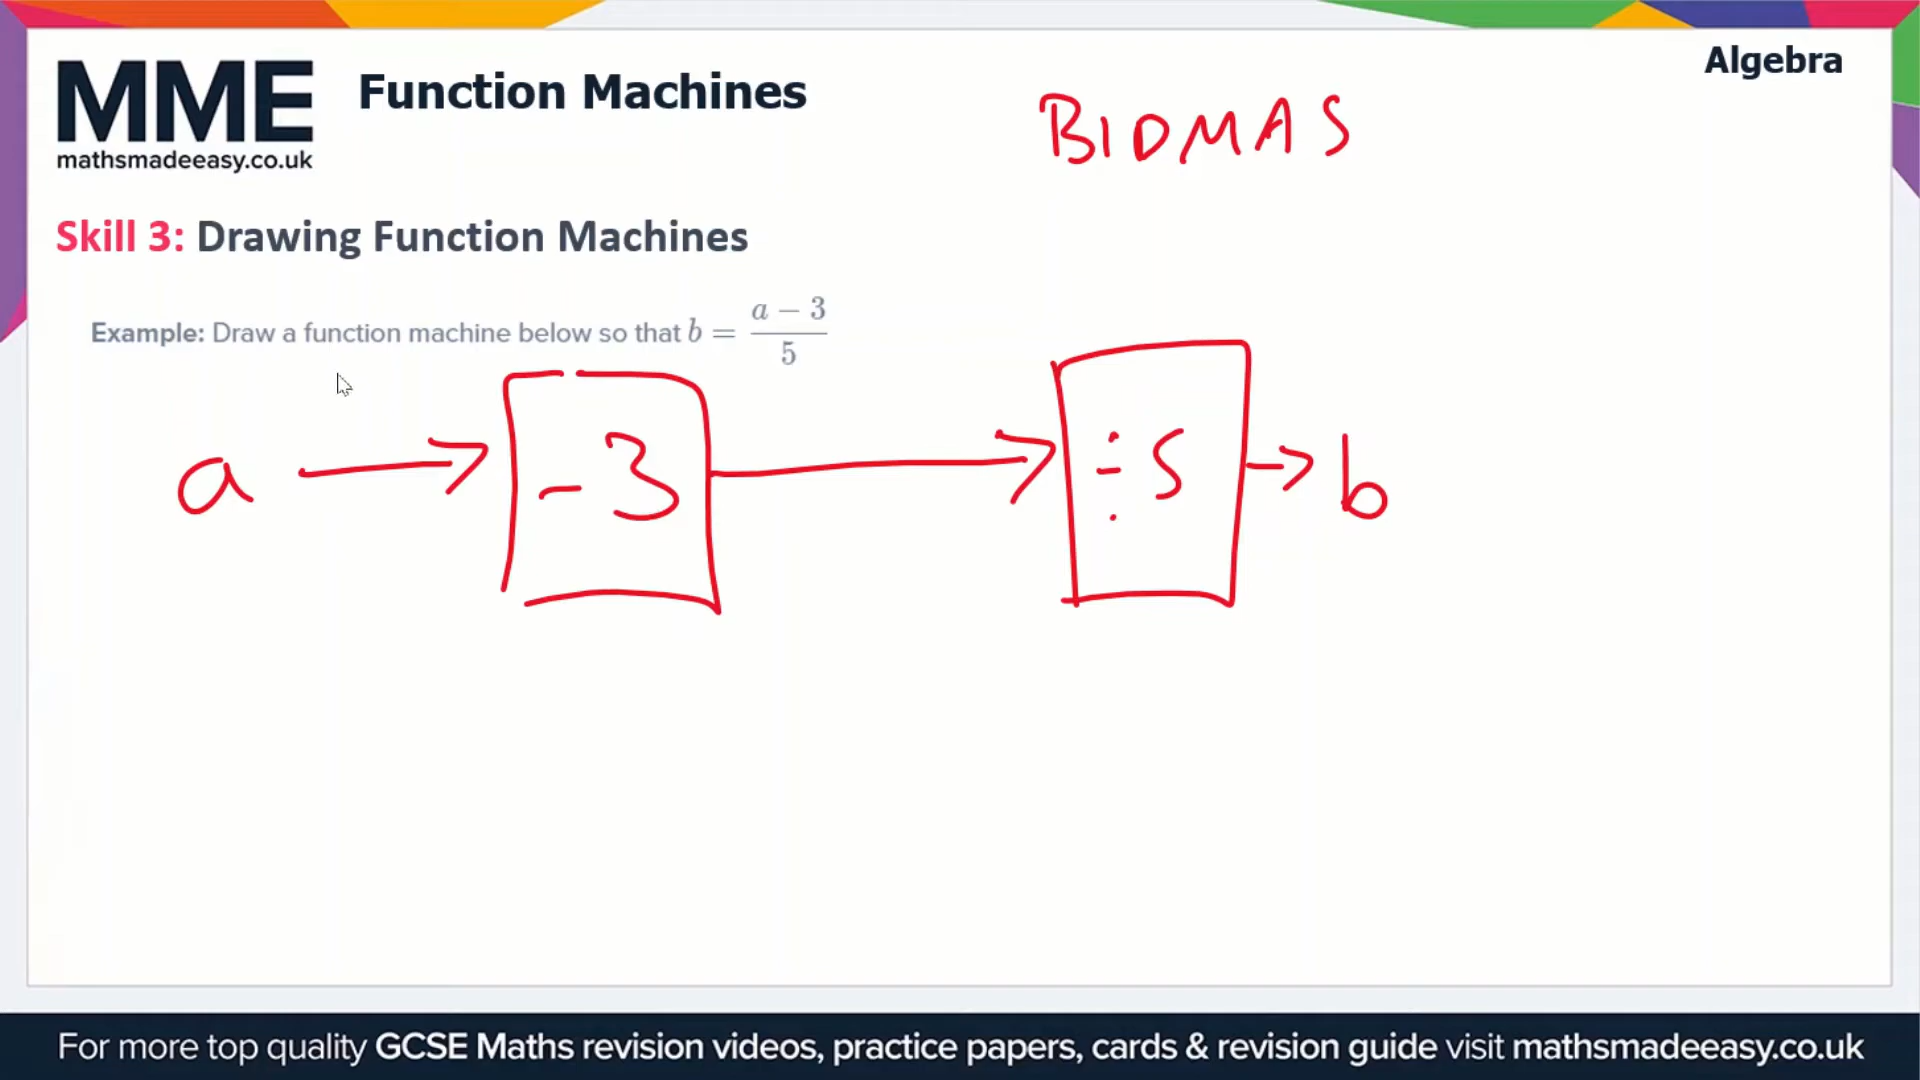 Algebra
MME
mathsmadeeasy.co.uk
Function Machines
BIDMAS
Skill 3: Drawing Function Machines
Example: Draw a function machine below so that b = \frac{a - 3}{5}
a → - 3 → ÷ 5 → b
For more top quality GCSE Maths revision videos, practice papers, cards & revision guide visit mathsmadeeasy.co.uk